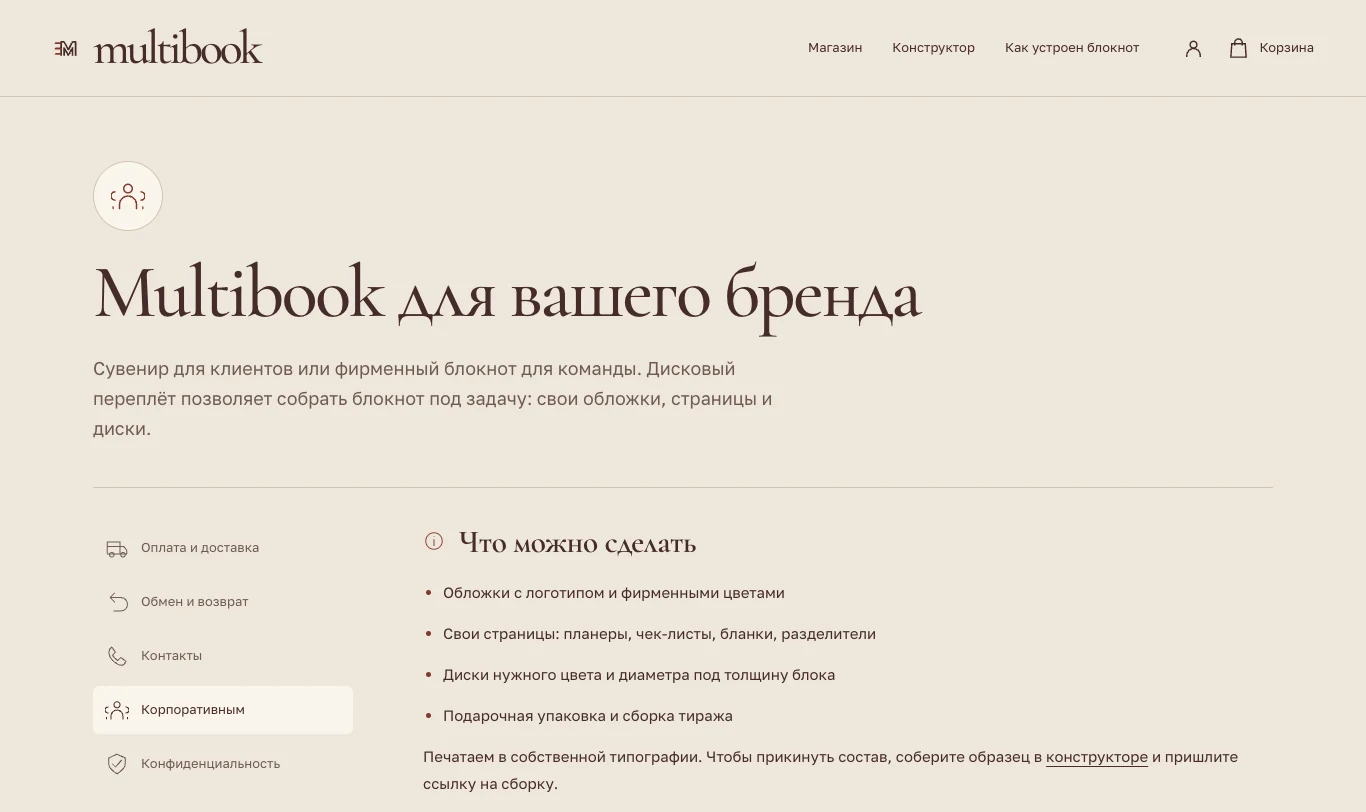 multibook
Магазин
Конструктор
Как устроен блокнот
Корзина
Multibook для вашего бренда
Сувенир для клиентов или фирменный блокнот для команды. Дисковый
переплёт позволяет собрать блокнот под задачу: свои обложки, страницы и
диски.
Оплата и доставка
Обмен и возврат
Контакты
Корпоративным
Конфиденциальность
Что можно сделать
Обложки с логотипом и фирменными цветами
Свои страницы: планеры, чек-листы, бланки, разделители
Диски нужного цвета и диаметра под толщину блока
Подарочная упаковка и сборка тиража
Печатаем в собственной типографии. Чтобы прикинуть состав, соберите образец в конструкторе и пришлите
ссылку на сборку.